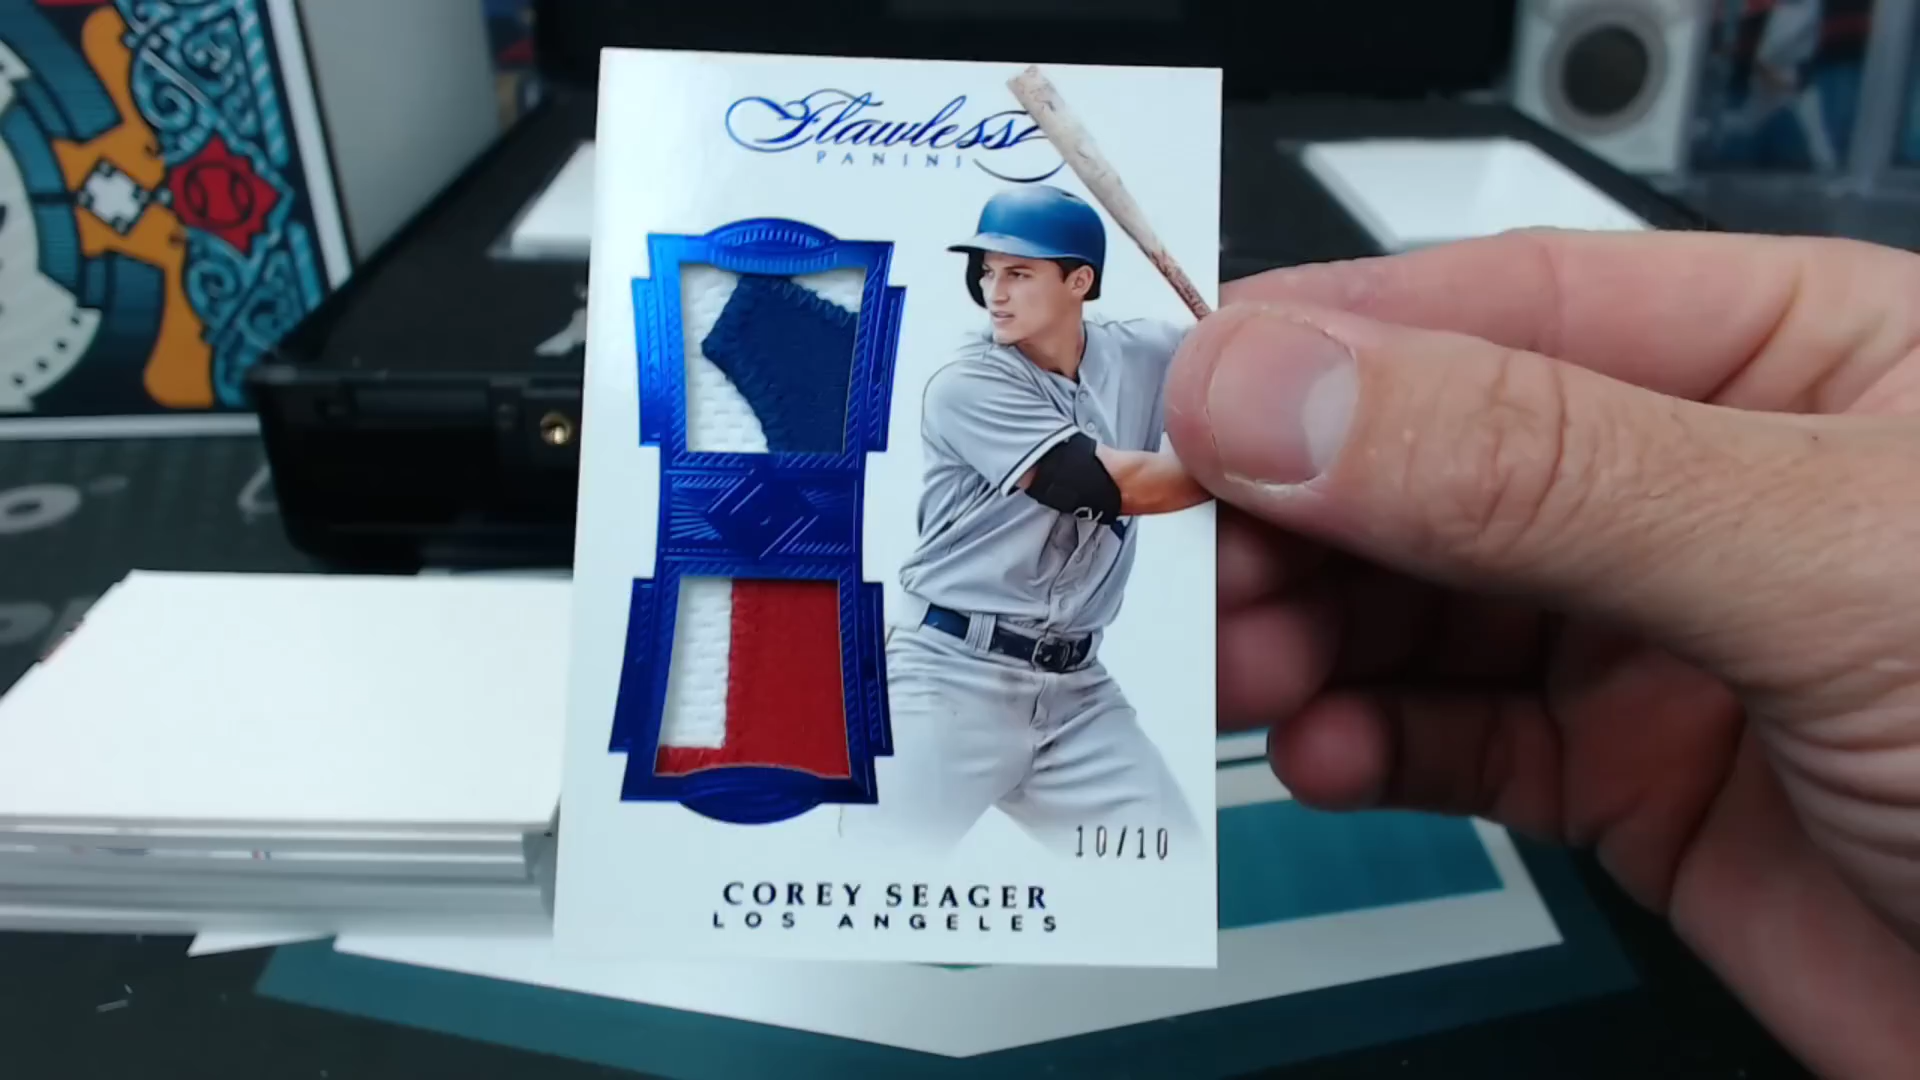 Flawless
PANINI
10/10
COREY SEAGER
LOS ANGELES